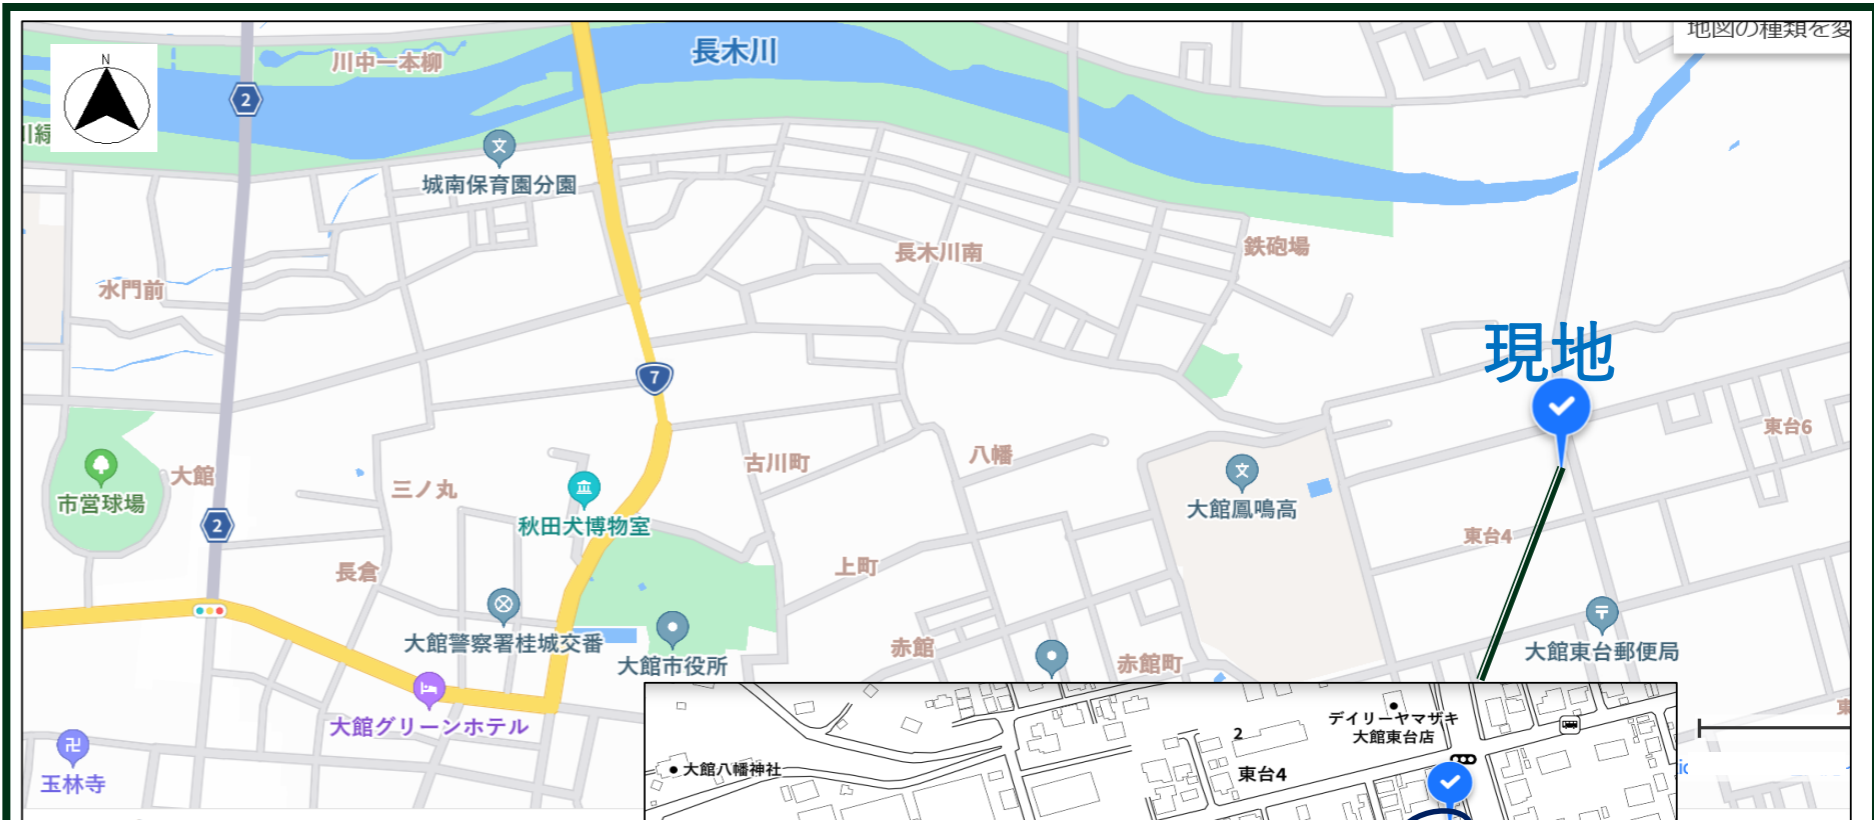 地図の種類を変
N
長木川
川中一本柳
2
川緑
城南保育園分園
長木川南
鉄砲場
水門前
現地
7
東台6
古川町
八幡
大館
三ノ丸
市営球場
大館鳳鳴高
秋田犬博物室
2
東台4
長倉
上町
大館警察署桂城交番
大館市役所
赤館
赤館町
大館東台郵便局
大館グリーンホテル
玉林寺
デイリーヤマザキ
大館東台店
2
大館八幡神社
東台4
東